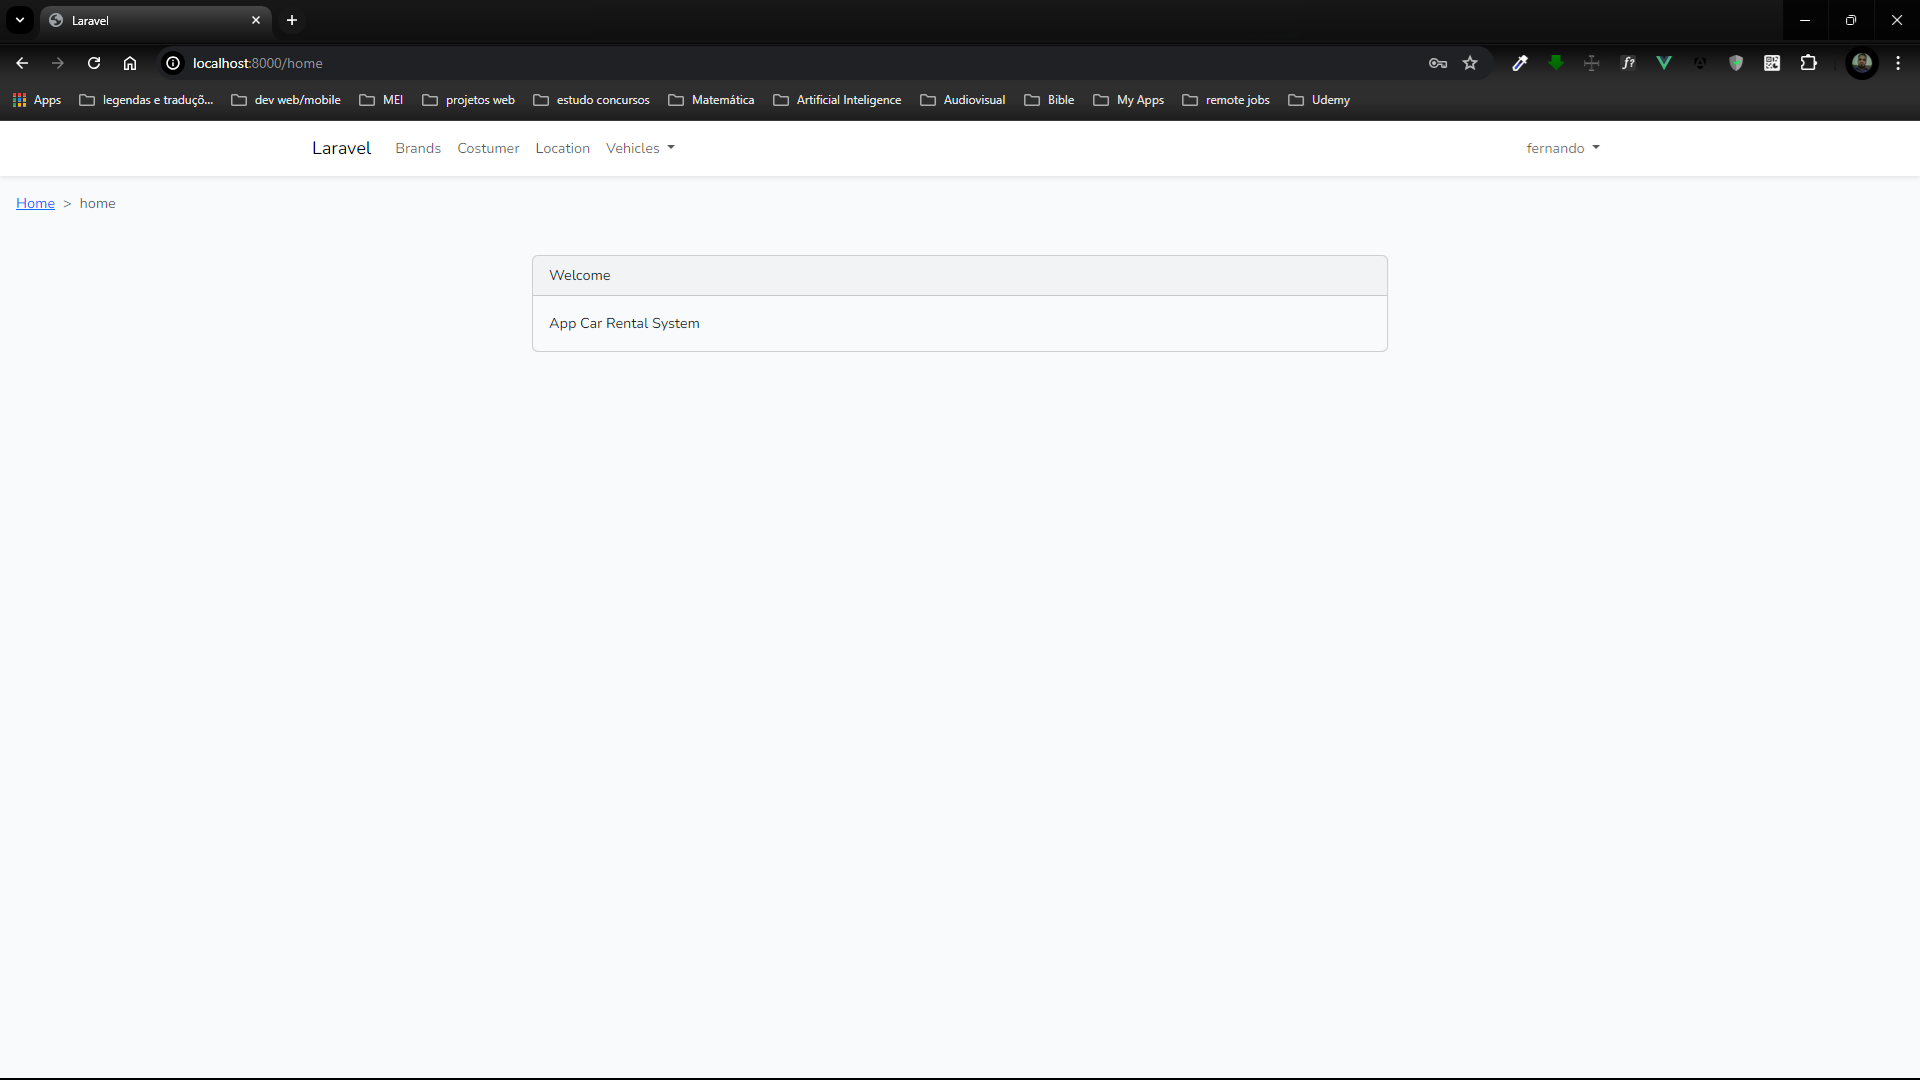 Laravel
localhost:8000/home
f?
Apps legendas e traduçõ... dev web/mobile MEI projetos web estudo concursos Matemática Artificial Inteligence Audiovisual Bible My Apps remote jobs Udemy
Laravel Brands Costumer Location Vehicles fernando
Home > home
Welcome
App Car Rental System